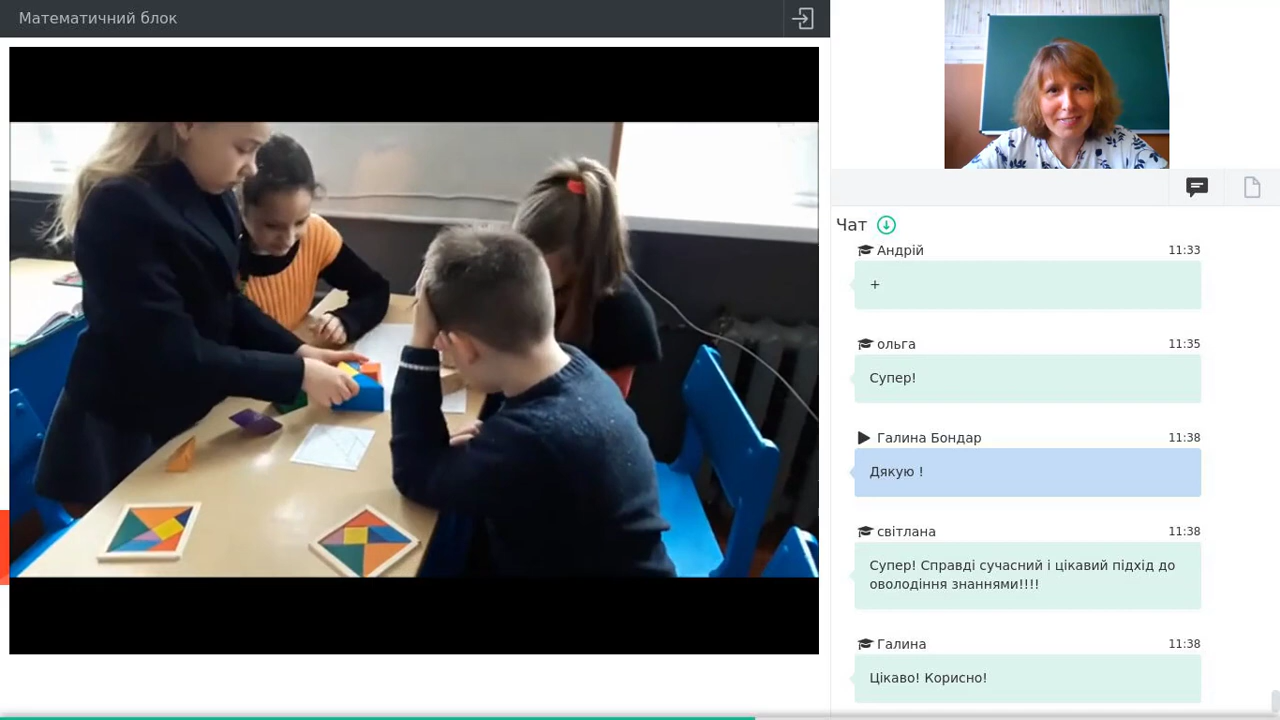 Математичний блок
Чат
Андрій 11:33
+
ольга 11:35
Супер!
Галина Бондар 11:38
Дякую !
світлана 11:38
Супер! Справді сучасний і цікавий підхід до
оволодіння знаннями!!!!
Галина 11:38
Цікаво! Корисно!